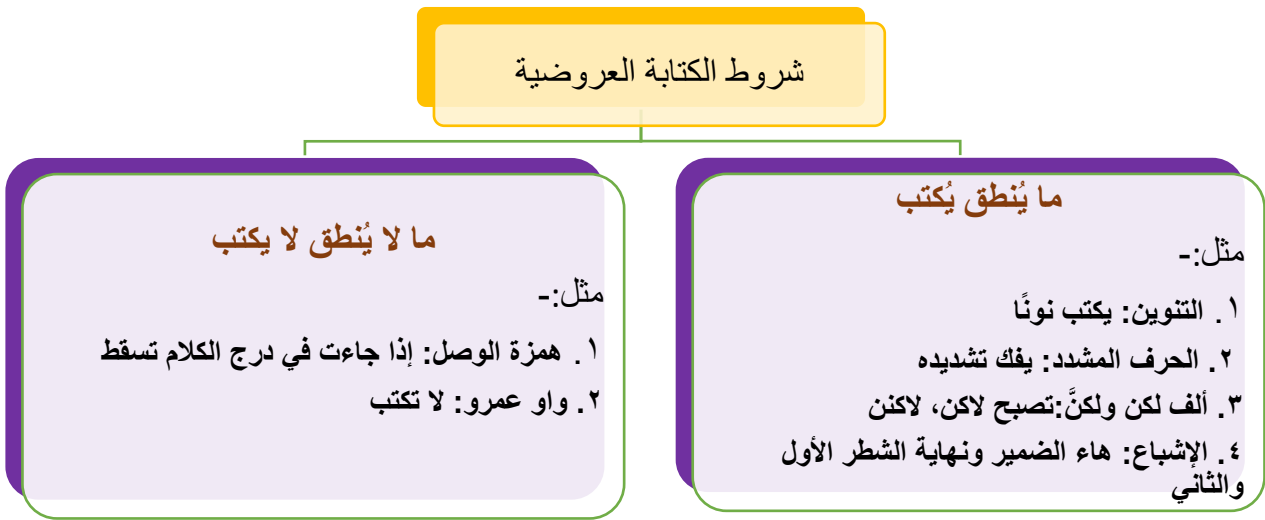 شروط الكتابة العروضية
ما يُنطق يُكتب
مثل:-
١. التنوين: يكتب نونًا
٢. الحرف المشدد: يفك تشديده
٣. ألف لكن ولكنَّ:تصبح لاكن، لاكنن
٤. الإشباع: هاء الضمير ونهاية الشطر الأول
والثاني
ما لا يُنطق لا يكتب
مثل:-
١. همزة الوصل: إذا جاءت في درج الكلام تسقط
٢. واو عمرو: لا تكتب